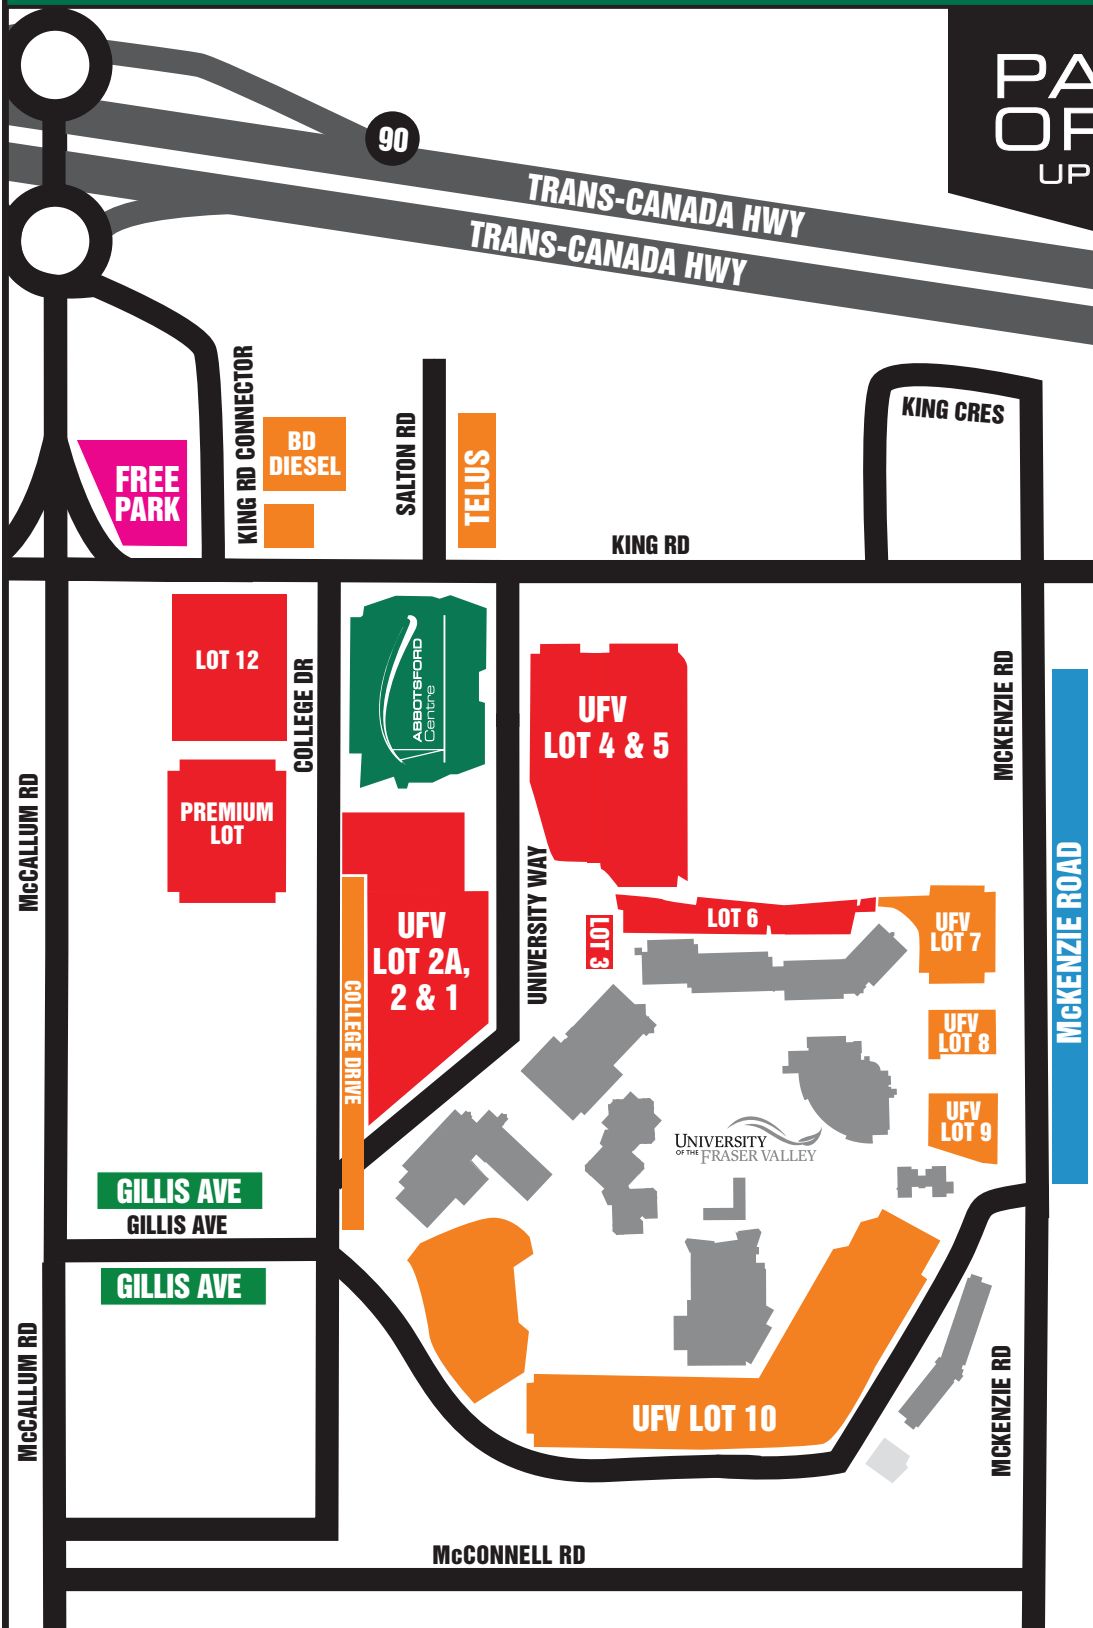 PA
OF
UP
90
TRANS-CANADA HWY
TRANS-CANADA HWY
KING RD CONNECTOR
BD
DIESEL
SALTON RD
TELUS
KING CRES
FREE
PARK
KING RD
LOT 12
COLLEGE DR
ABBOTSFORD
Centre
UFV
LOT 4 & 5
MCKENZIE RD
McCALLUM RD
PREMIUM
LOT
UNIVERSITY WAY
McKENZIE ROAD
UFV
LOT 2A,
2 & 1
COLLEGE DRIVE
LOT 3
LOT 6
UFV
LOT 7
UFV
LOT 8
UFV
LOT 9
UNIVERSITY
OF THE FRASER VALLEY
GILLIS AVE
GILLIS AVE
GILLIS AVE
McCALLUM RD
UFV LOT 10
MCKENZIE RD
McCONNELL RD